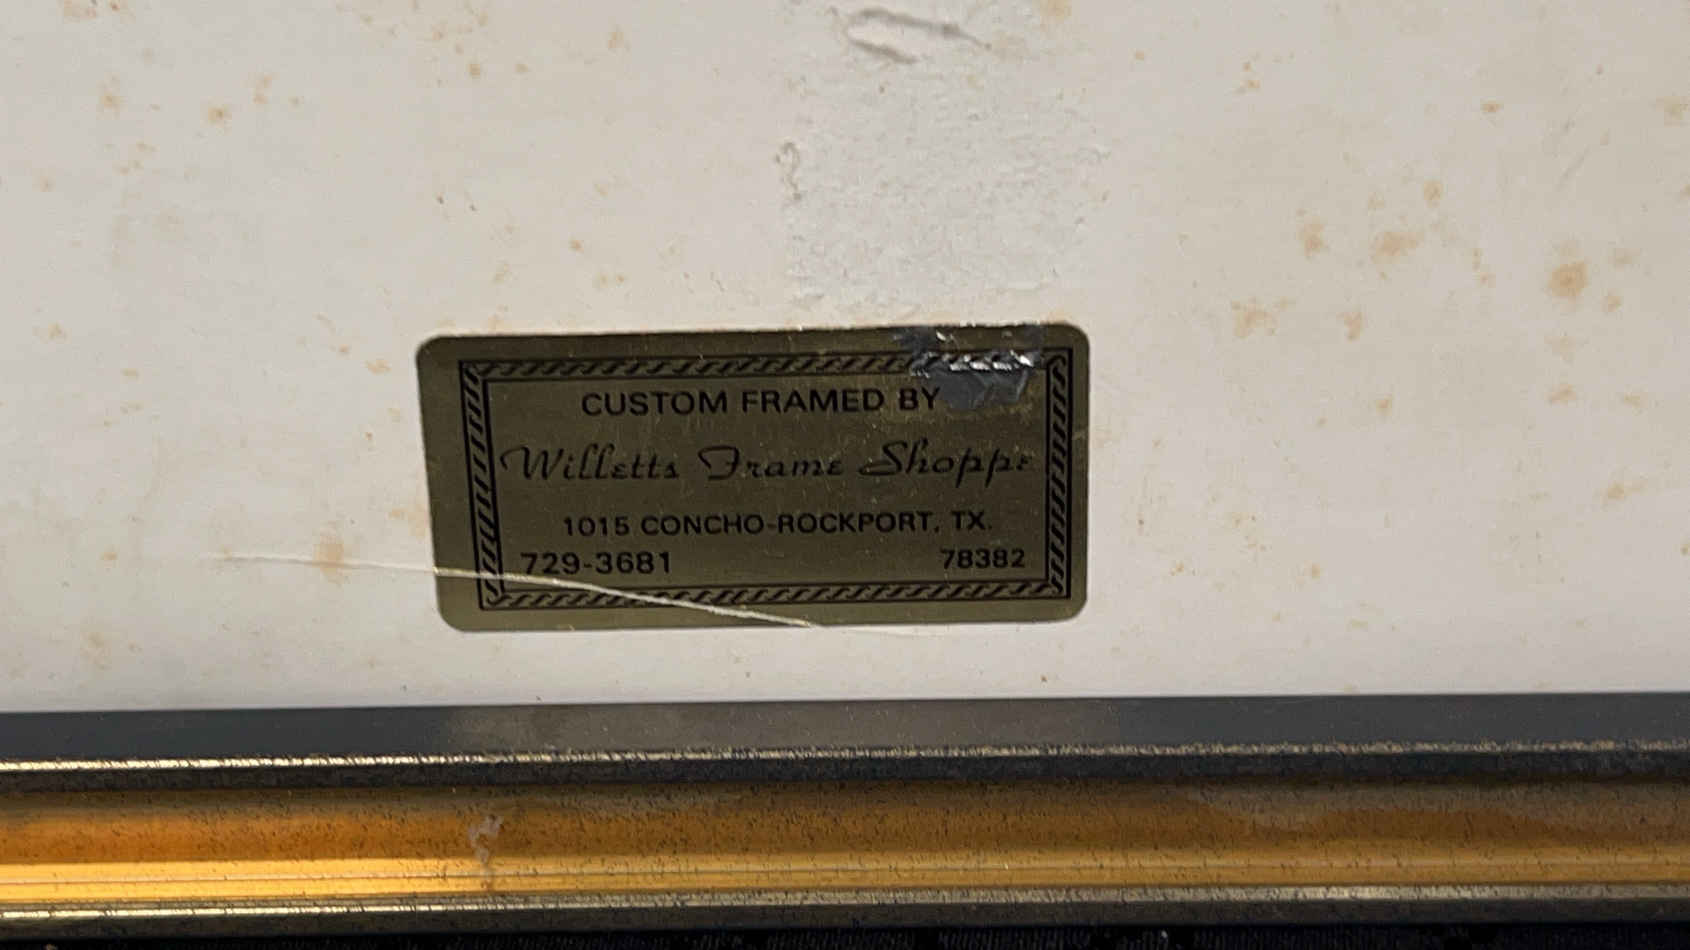 CUSTOM FRAMED BY
Willetts Frame Shoppe
1015 CONCHO-ROCKPORT, TX.
729-3681 78382